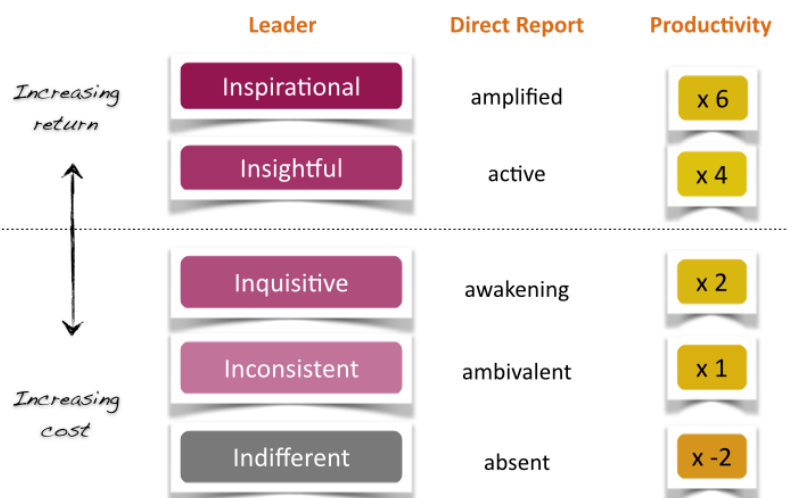 Leader Direct Report Productivity
Increasing
return
Inspirational amplified x 6
Insightful active x 4
Inquisitive awakening x 2
Inconsistent ambivalent x 1
Increasing
cost
Indifferent absent x -2